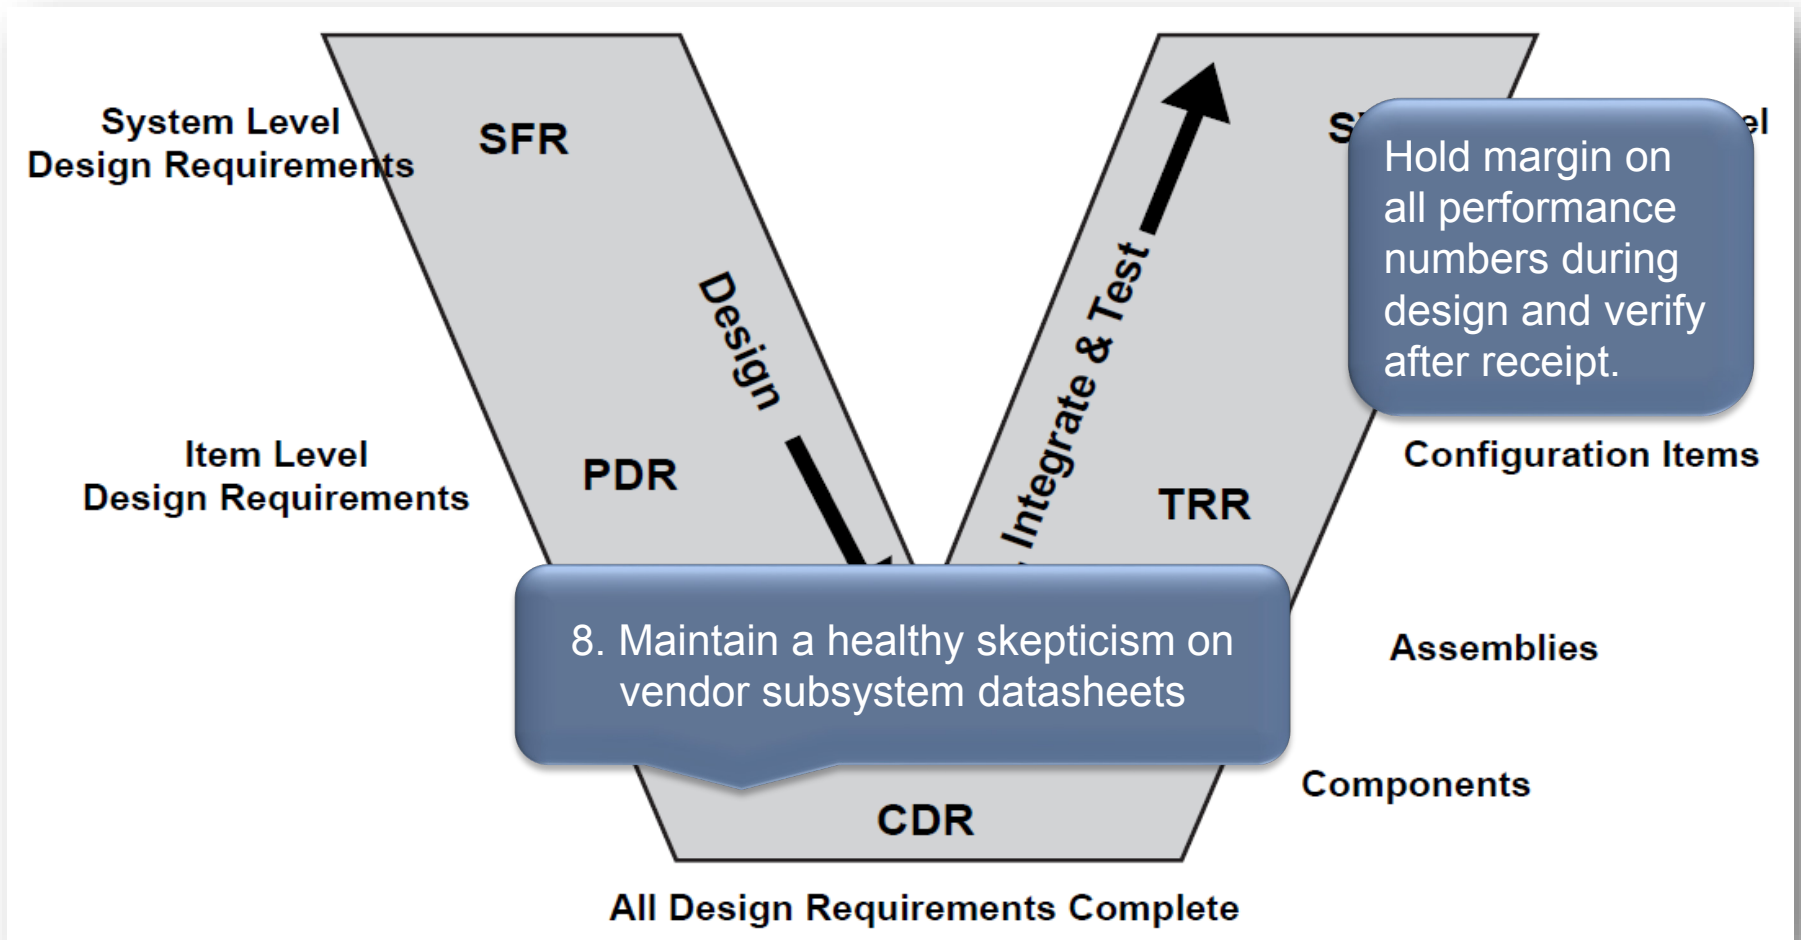 System Level
Design Requirements
SFR
Hold margin on
all performance
numbers during
design and verify
after receipt.
Design
Integrate & Test
Item Level
Design Requirements
PDR
TRR
Configuration Items
8. Maintain a healthy skepticism on
vendor subsystem datasheets
Assemblies
Components
CDR
All Design Requirements Complete